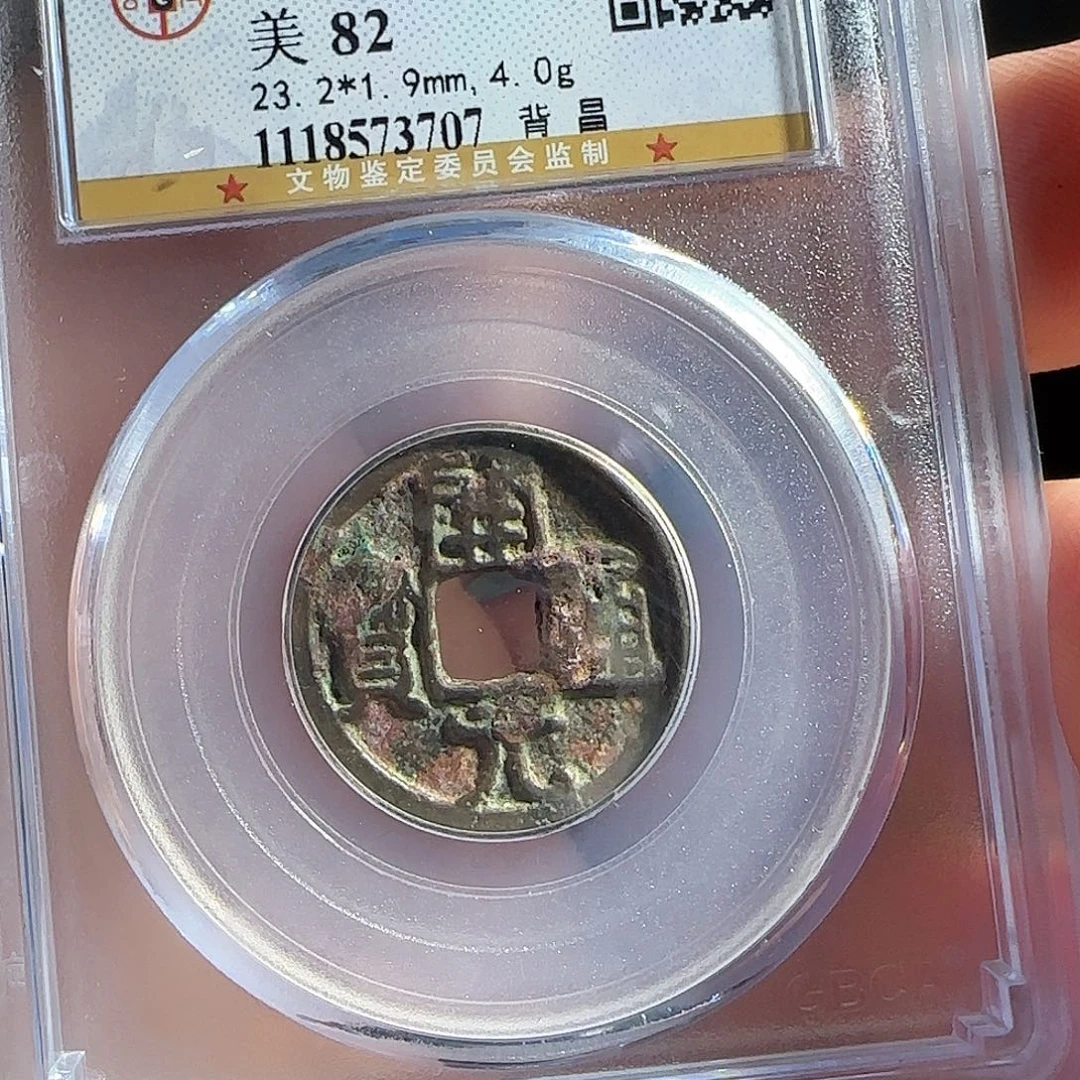 美 82
23.2*1.9mm, 4.0g
1118573707 背 昌
文物鉴定委员会监制
開
寶 通
元
GBCA